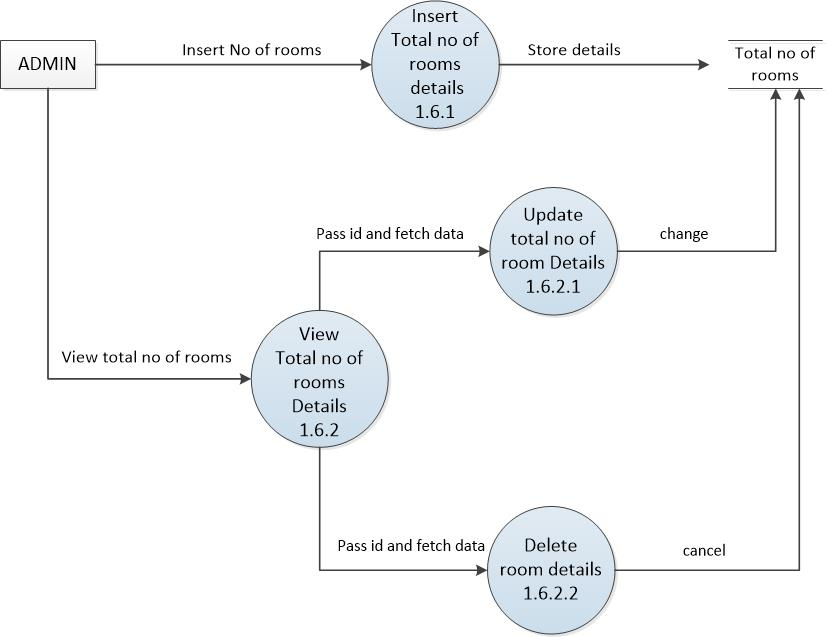 ADMIN
Insert No of rooms
Insert
Total no of
rooms
details
1.6.1
Store details
Total no of
rooms
Pass id and fetch data
Update
total no of
room Details
1.6.2.1
change
View total no of rooms
View
Total no of
rooms
Details
1.6.2
Pass id and fetch data
Delete
room details
1.6.2.2
cancel